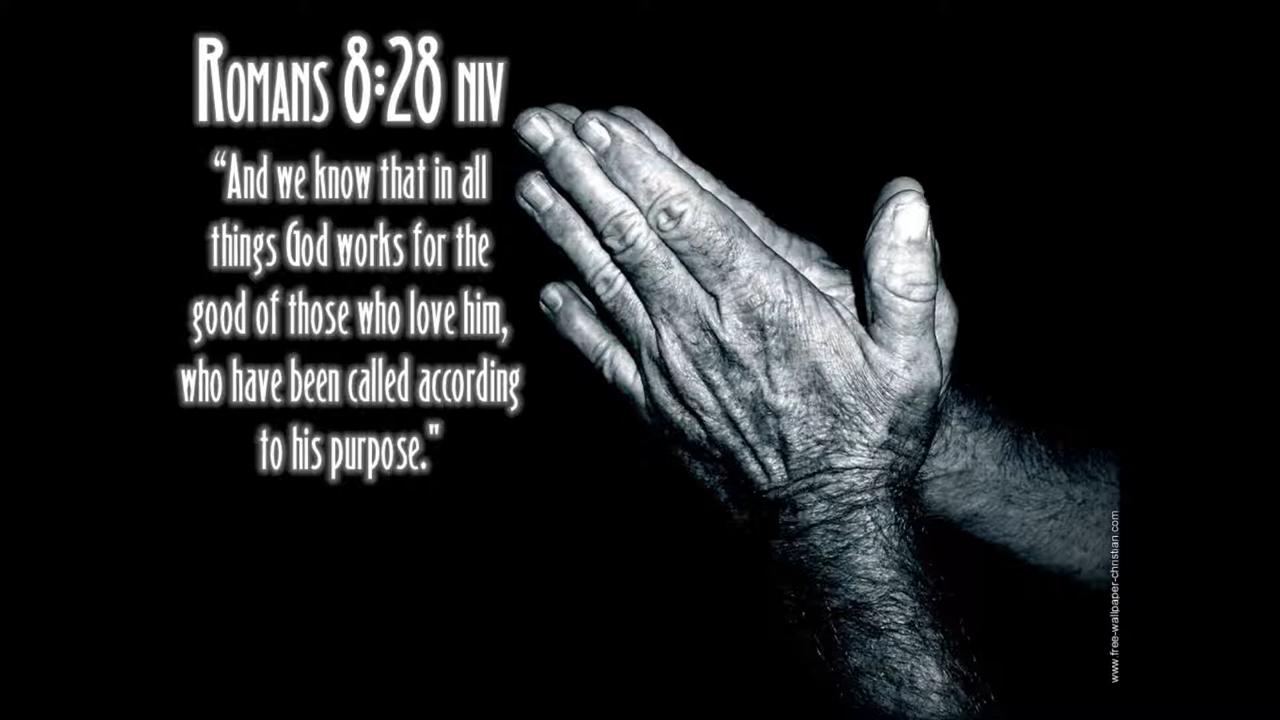 Romans 8:28 NIV
“And we know that in all
things God works for the
good of those who love him,
who have been called according
to his purpose."
www.free-wallpaper-christian.com